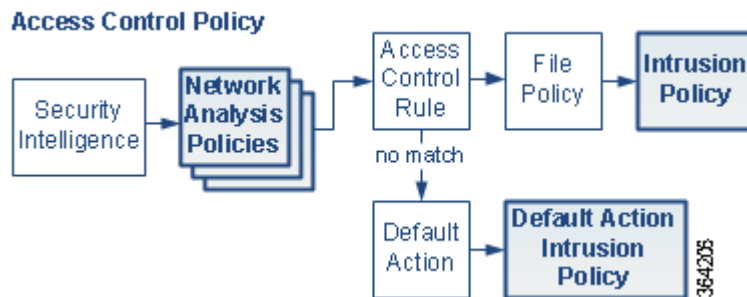 Access Control Policy
Security
Intelligence
Network
Analysis
Policies
Access
Control
Rule
File
Policy
Intrusion
Policy
no match
Default
Action
Default Action
Intrusion
Policy
364206